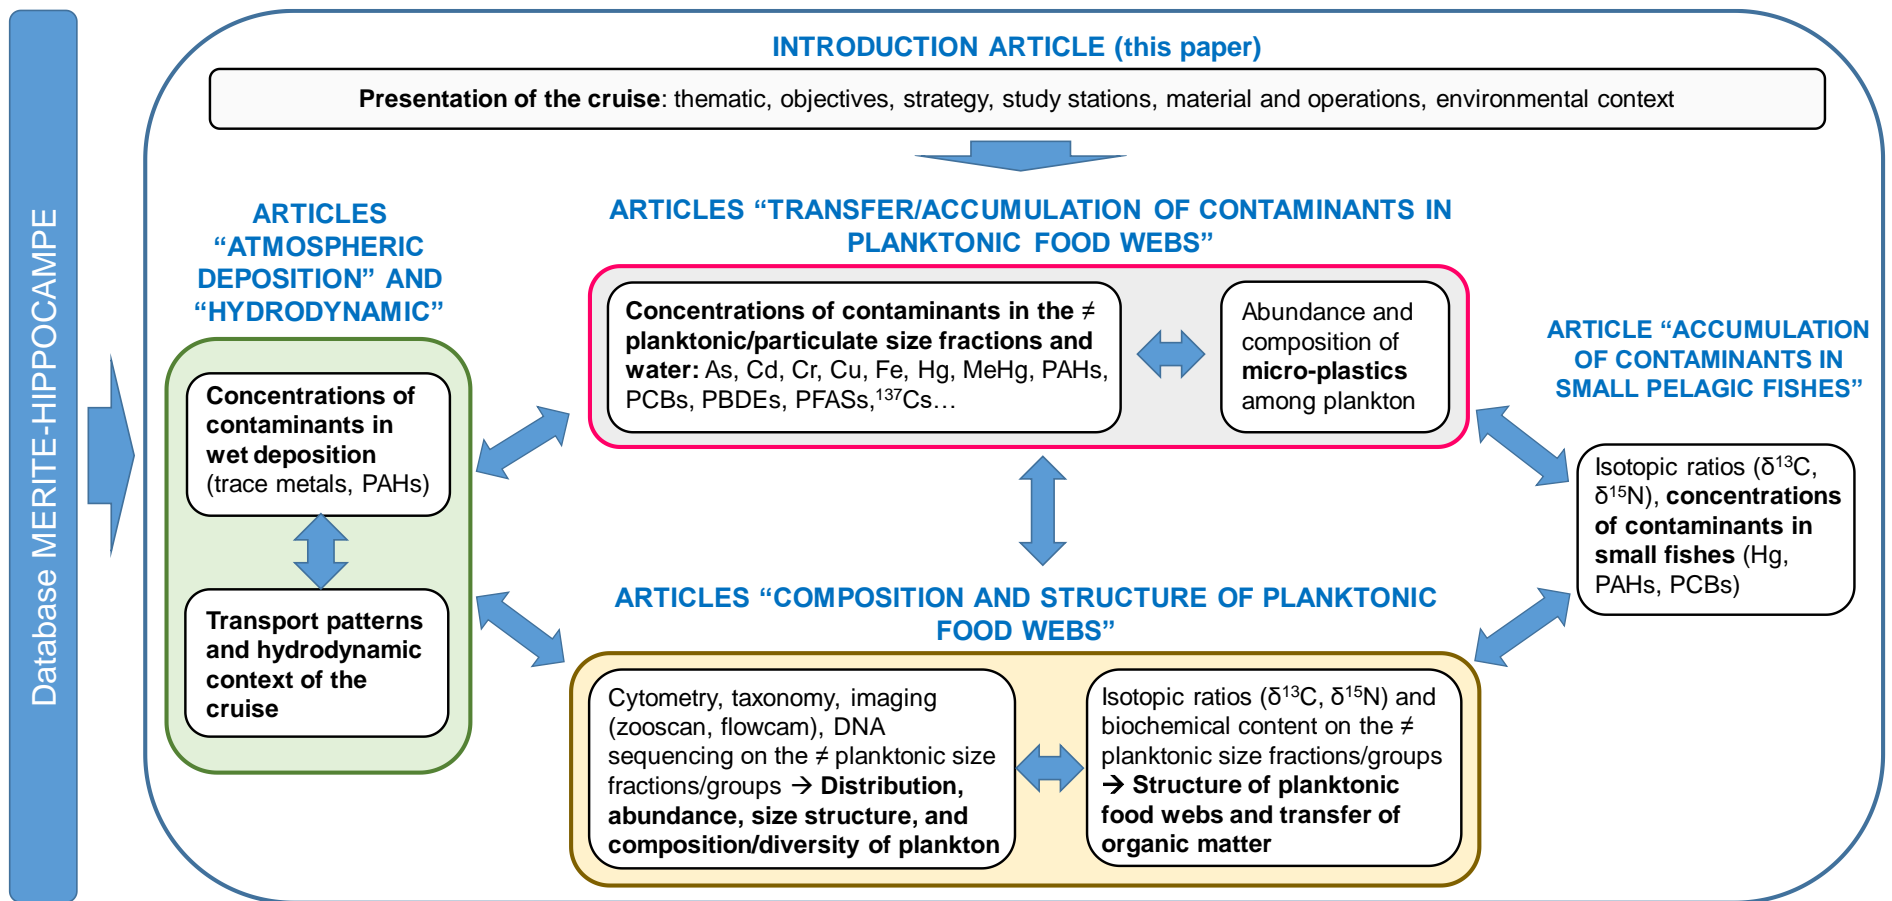 Database MERITE-HIPPOCAMPE
INTRODUCTION ARTICLE (this paper)
Presentation of the cruise: thematic, objectives, strategy, study stations, material and operations, environmental context
ARTICLES
“ATMOSPHERIC
DEPOSITION” AND
“HYDRODYNAMIC”
Concentrations of
contaminants in
wet deposition
(trace metals, PAHs)
Transport patterns
and hydrodynamic
context of the
cruise
ARTICLES “TRANSFER/ACCUMULATION OF CONTAMINANTS IN
PLANKTONIC FOOD WEBS”
Concentrations of contaminants in the ≠
planktonic/particulate size fractions and
water: As, Cd, Cr, Cu, Fe, Hg, MeHg, PAHs,
PCBs, PBDEs, PFASs,¹³⁷Cs…
Abundance and
composition of
micro-plastics
among plankton
ARTICLES “COMPOSITION AND STRUCTURE OF PLANKTONIC
FOOD WEBS”
Cytometry, taxonomy, imaging
(zooscan, flowcam), DNA
sequencing on the ≠ planktonic size
fractions/groups → Distribution,
abundance, size structure, and
composition/diversity of plankton
Isotopic ratios (δ¹³C, δ¹⁵N) and
biochemical content on the ≠
planktonic size fractions/groups
→ Structure of planktonic
food webs and transfer of
organic matter
ARTICLE “ACCUMULATION
OF CONTAMINANTS IN
SMALL PELAGIC FISHES”
Isotopic ratios (δ¹³C,
δ¹⁵N), concentrations
of contaminants in
small fishes (Hg,
PAHs, PCBs)